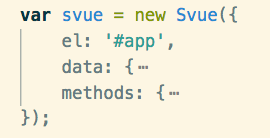 var svue = new Svue({
    el: '#app',
    data: {⋯
    methods: {⋯
});